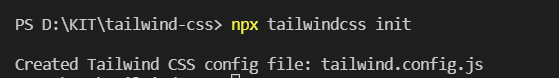 PS D:\KIT\tailwind-css> npx tailwindcss init
Created Tailwind CSS config file: tailwind.config.js